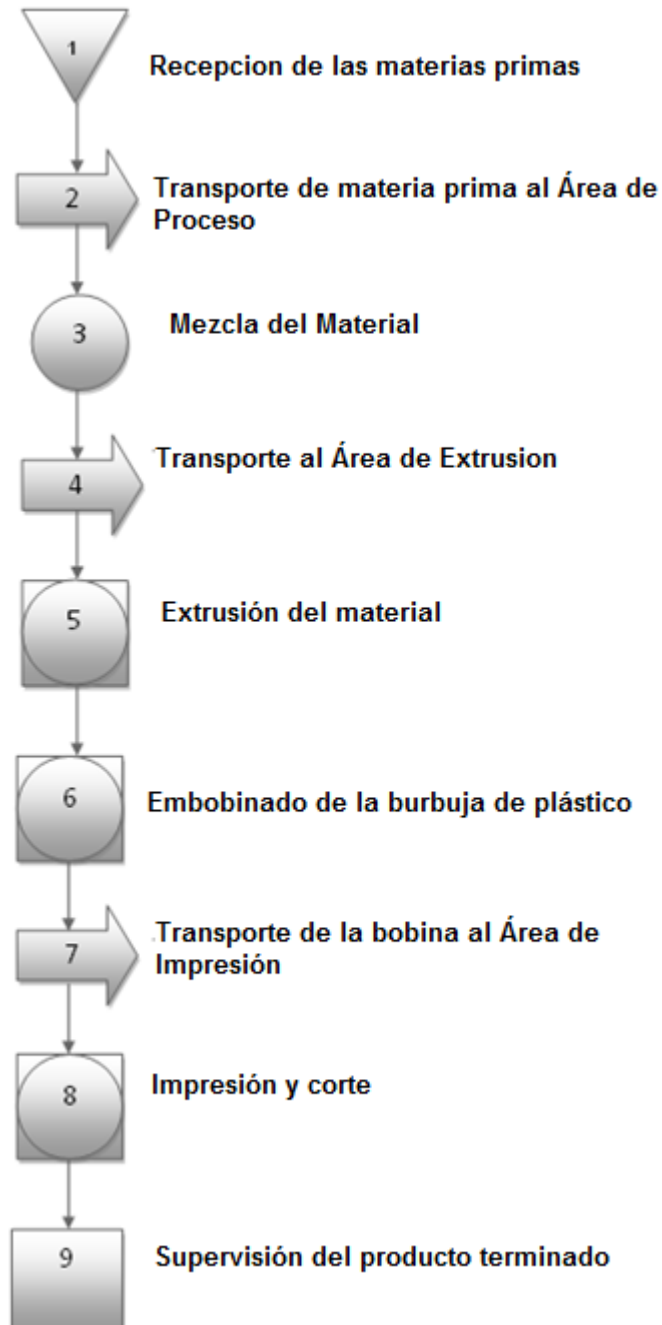 1
Recepcion de las materias primas
2
Transporte de materia prima al Área de
Proceso
3
Mezcla del Material
4
Transporte al Área de Extrusion
5
Extrusión del material
6
Embobinado de la burbuja de plástico
7
Transporte de la bobina al Área de
Impresión
8
Impresión y corte
9
Supervisión del producto terminado